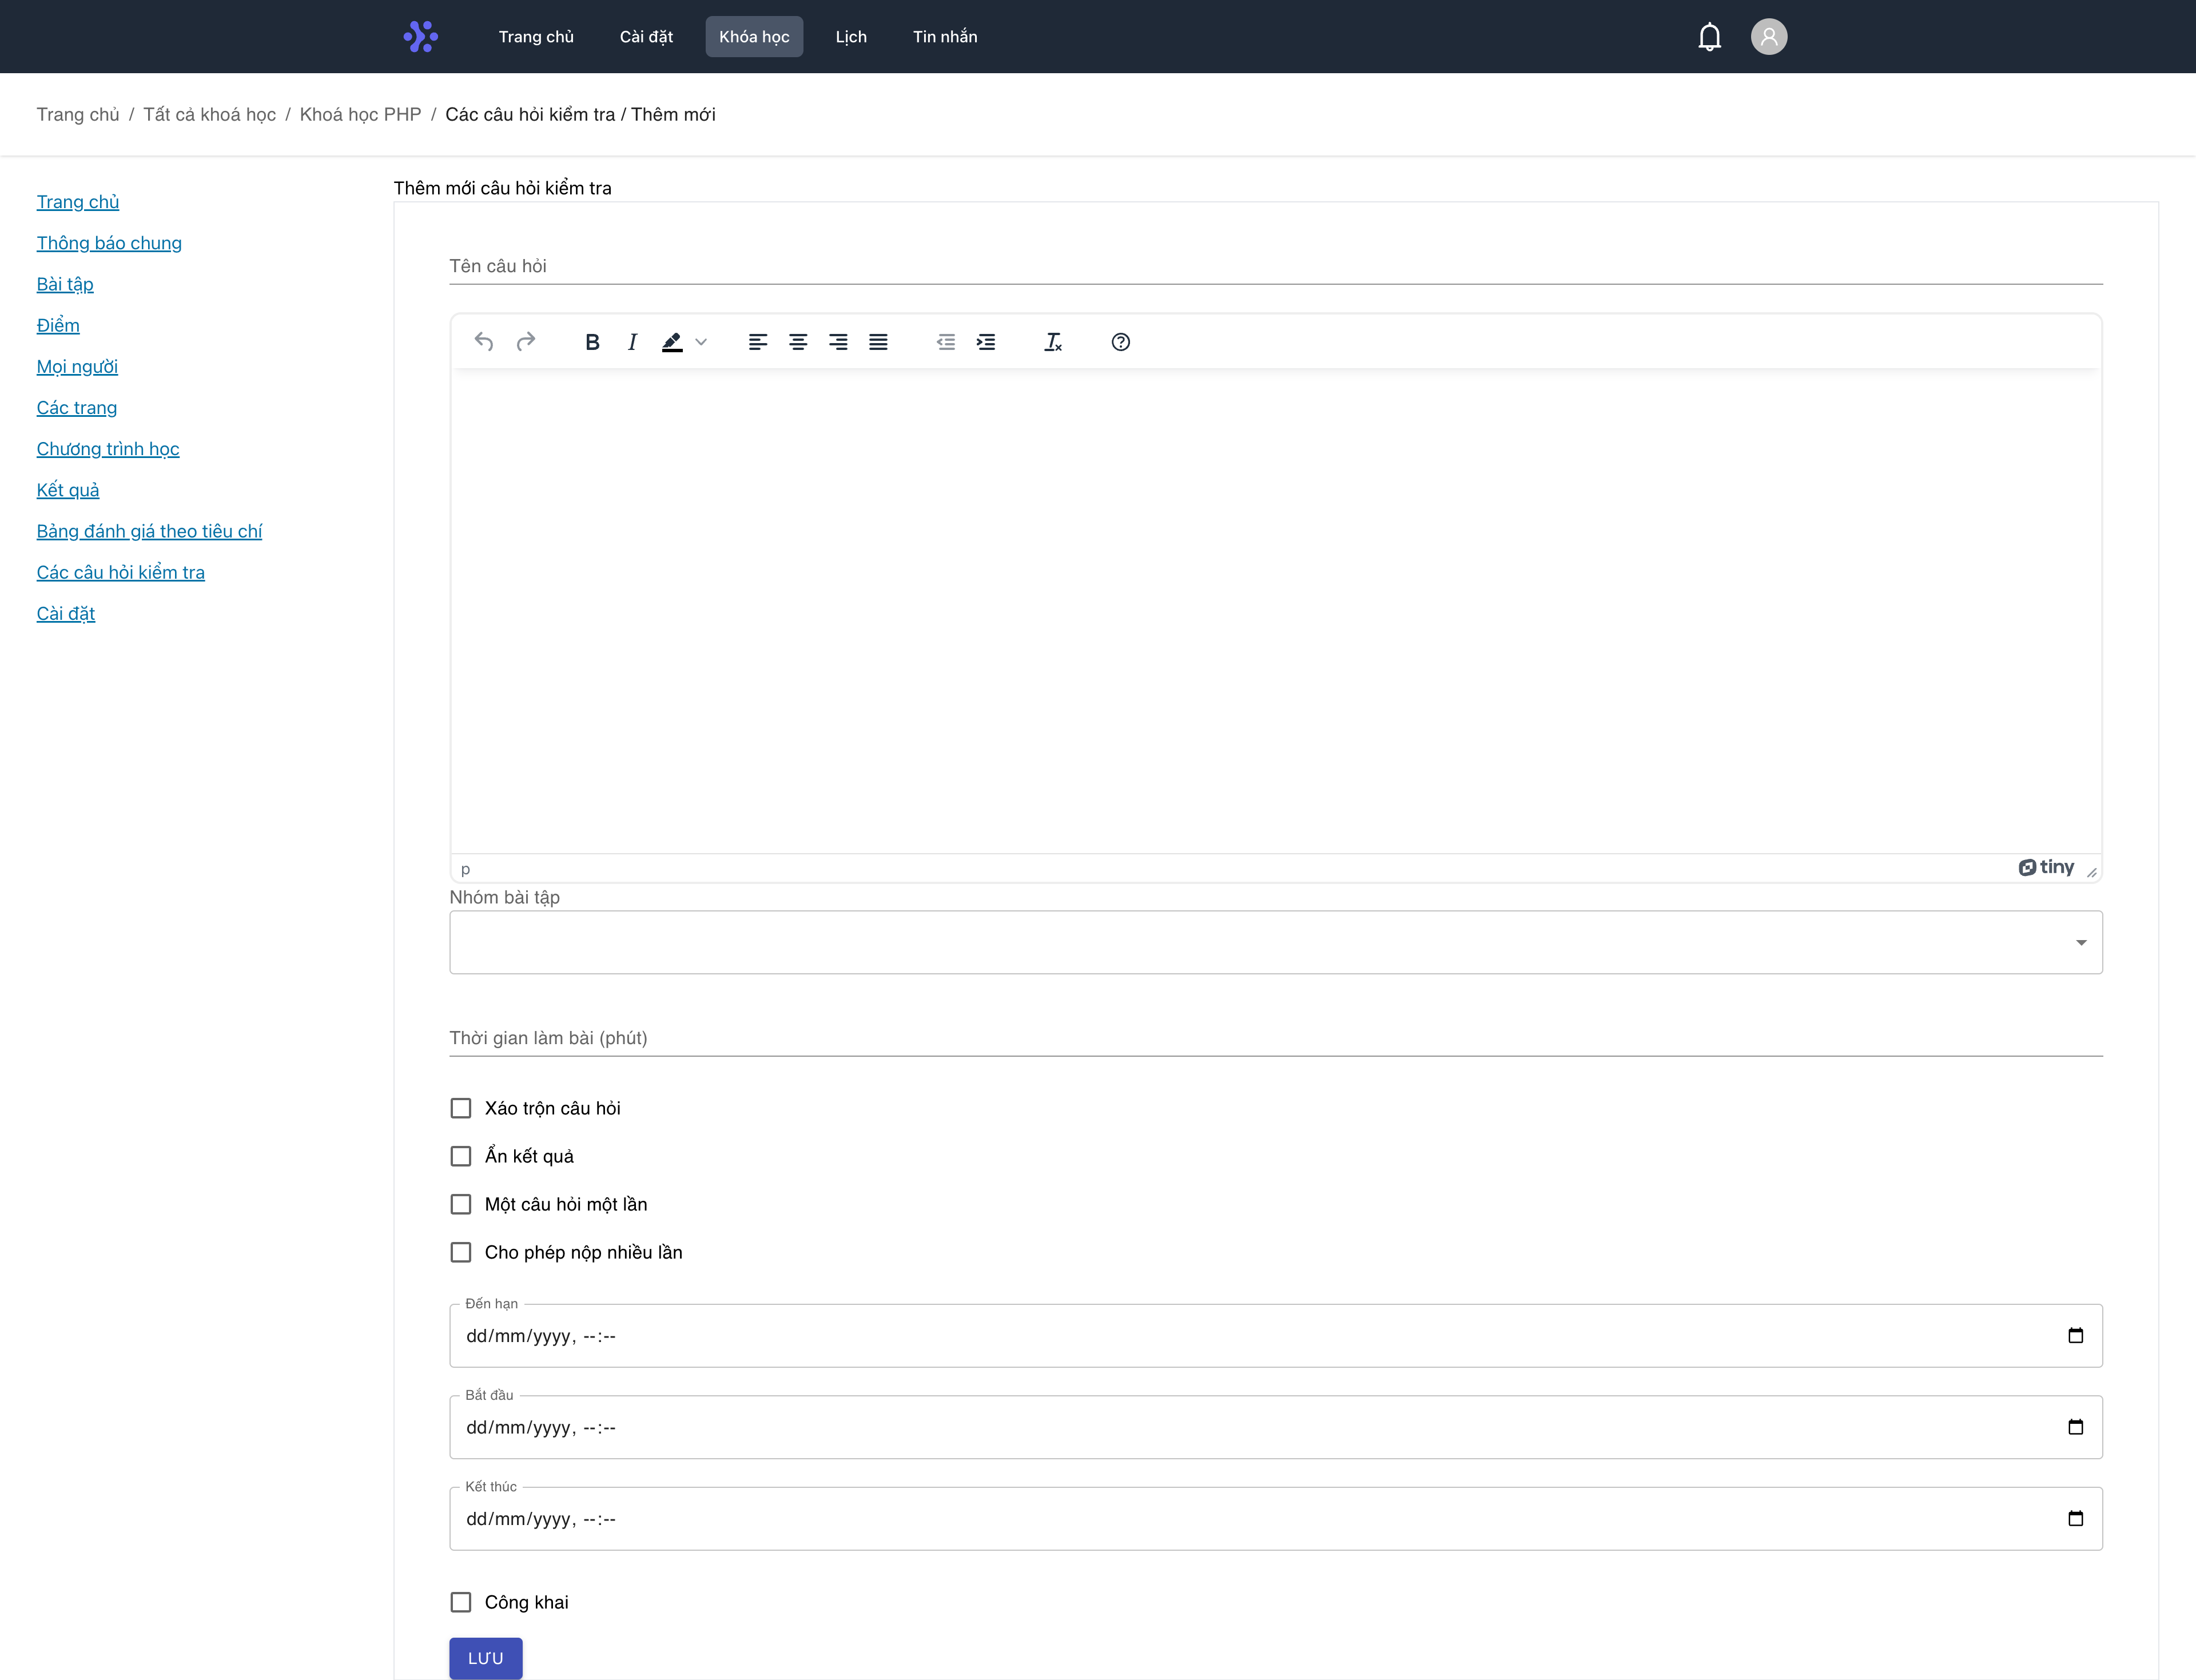 Trang chủ Cài đặt Khóa học Lịch Tin nhắn
Trang chủ / Tất cả khoá học / Khoá học PHP / Các câu hỏi kiểm tra / Thêm mới
Trang chủ
Thông báo chung
Bài tập
Điểm
Mọi người
Các trang
Chương trình học
Kết quả
Bảng đánh giá theo tiêu chí
Các câu hỏi kiểm tra
Cài đặt
Thêm mới câu hỏi kiểm tra
Tên câu hỏi
p tiny
Nhóm bài tập
Thời gian làm bài (phút)
Xáo trộn câu hỏi
Ẩn kết quả
Một câu hỏi một lần
Cho phép nộp nhiều lần
Đến hạn
dd/mm/yyyy, --:--
Bắt đầu
dd/mm/yyyy, --:--
Kết thúc
dd/mm/yyyy, --:--
Công khai
LƯU